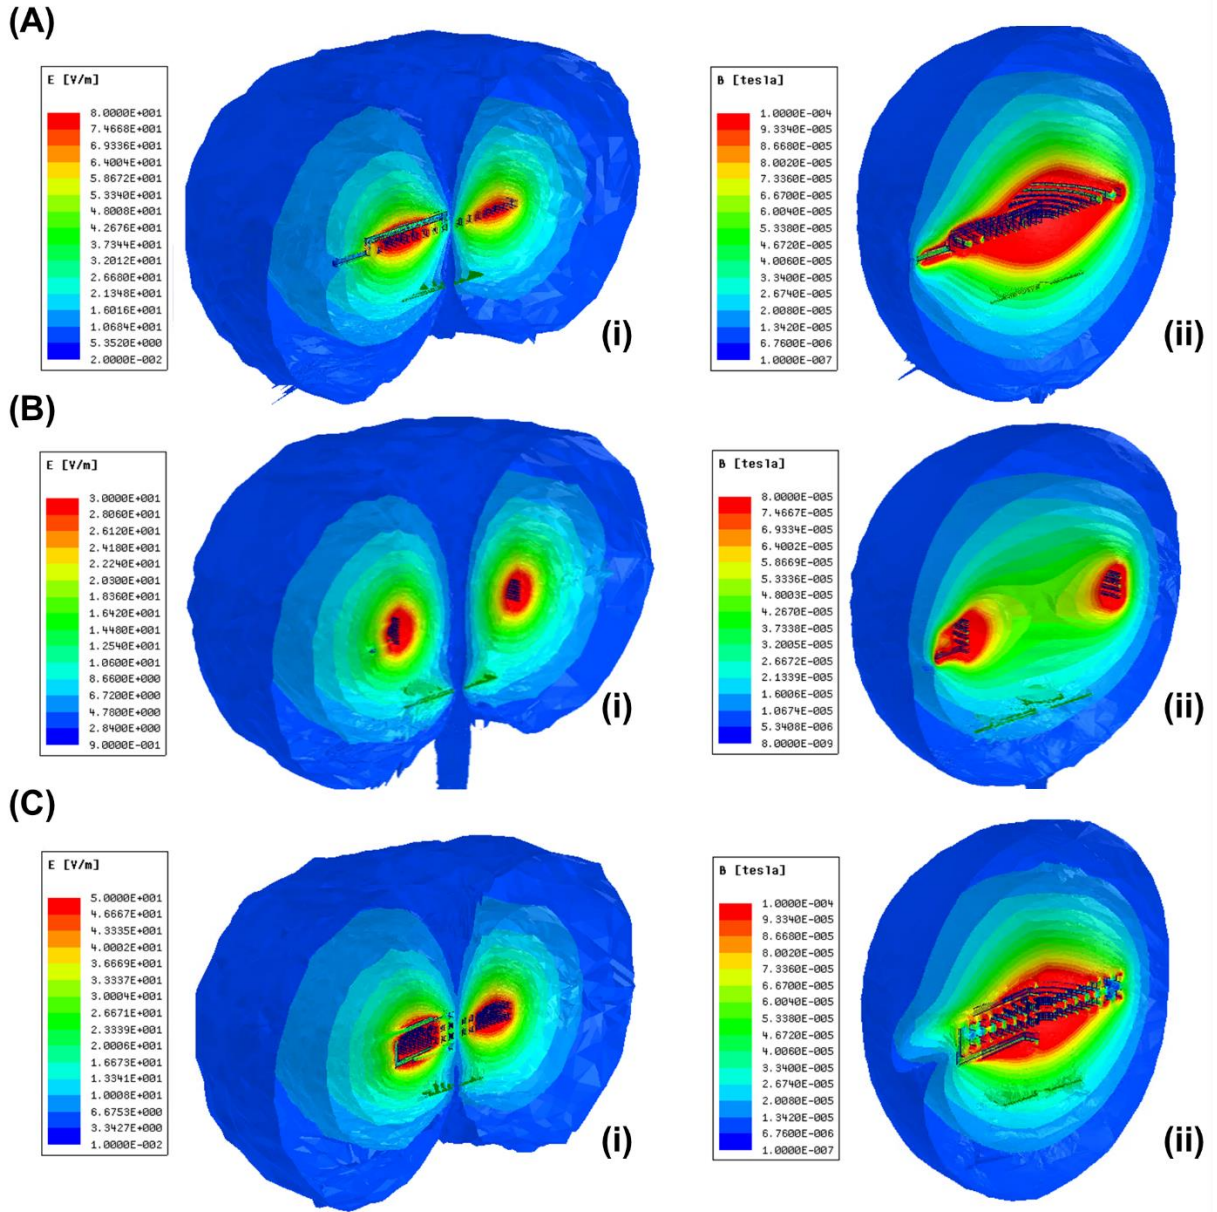 (A)
E [V/m]
8.0000E+001
7.4668E+001
6.9336E+001
6.4004E+001
5.8672E+001
5.3340E+001
4.8008E+001
4.2676E+001
3.7344E+001
3.2012E+001
2.6680E+001
2.1348E+001
1.6016E+001
1.0684E+001
5.3520E+000
2.0000E-002
(i)
B [tesla]
1.0000E-004
9.3340E-005
8.6680E-005
8.0020E-005
7.3360E-005
6.6700E-005
6.0040E-005
5.3380E-005
4.6720E-005
4.0060E-005
3.3400E-005
2.6740E-005
2.0080E-005
1.3420E-005
6.7600E-006
1.0000E-007
(ii)
(B)
E [V/m]
3.0000E+001
2.8060E+001
2.6120E+001
2.4180E+001
2.2240E+001
2.0300E+001
1.8360E+001
1.6420E+001
1.4480E+001
1.2540E+001
1.0600E+001
8.6600E+000
6.7200E+000
4.7800E+000
2.8400E+000
9.0000E-001
(i)
B [tesla]
8.0000E-005
7.4667E-005
6.9334E-005
6.4002E-005
5.8669E-005
5.3336E-005
4.8003E-005
4.2670E-005
3.7338E-005
3.2005E-005
2.6672E-005
2.1339E-005
1.6006E-005
1.0674E-005
5.3408E-006
8.0000E-009
(ii)
(C)
E [V/m]
5.0000E+001
4.6667E+001
4.3335E+001
4.0002E+001
3.6669E+001
3.3337E+001
3.0004E+001
2.6671E+001
2.3339E+001
2.0006E+001
1.6673E+001
1.3341E+001
1.0008E+001
6.6753E+000
3.3427E+000
1.0000E-002
(i)
B [tesla]
1.0000E-004
9.3340E-005
8.6680E-005
8.0020E-005
7.3360E-005
6.6700E-005
6.0040E-005
5.3380E-005
4.6720E-005
4.0060E-005
3.3400E-005
2.6740E-005
2.0080E-005
1.3420E-005
6.7600E-006
1.0000E-007
(ii)